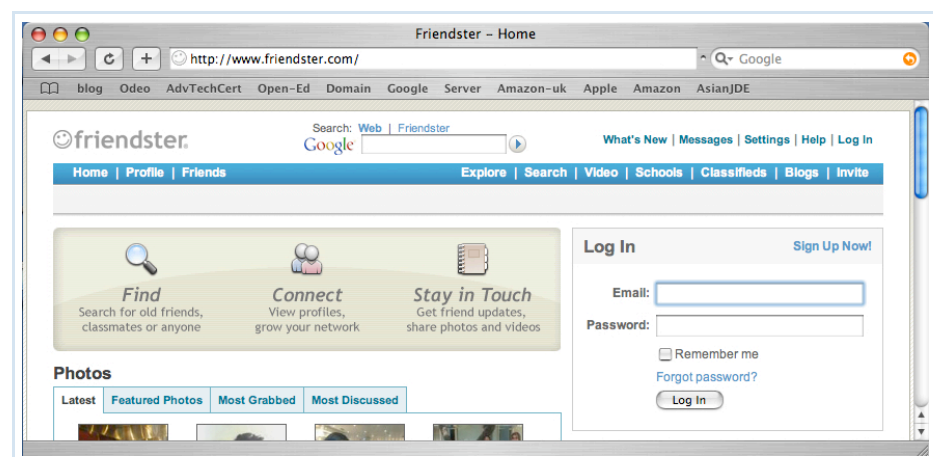 Friendster – Home
http://www.friendster.com/
Google
blog Odeo AdvTechCert Open-Ed Domain Google Server Amazon-uk Apple Amazon AsianJDE
friendster.
Search: Web | Friendster
Google
What's New | Messages | Settings | Help | Log In
Home | Profile | Friends
Explore | Search | Video | Schools | Classifieds | Blogs | Invite
Find
Search for old friends,
classmates or anyone
Connect
View profiles,
grow your network
Stay in Touch
Get friend updates,
share photos and videos
Log In
Sign Up Now!
Email:
Password:
Remember me
Forgot password?
Log In
Photos
Latest
Featured Photos
Most Grabbed
Most Discussed